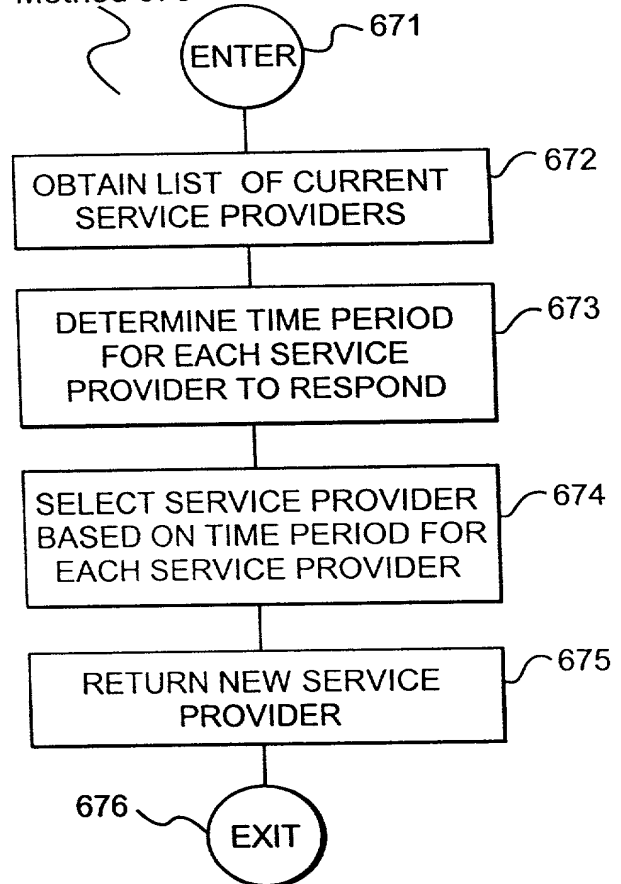 671
ENTER
672
OBTAIN LIST OF CURRENT
SERVICE PROVIDERS
673
DETERMINE TIME PERIOD
FOR EACH SERVICE
PROVIDER TO RESPOND
674
SELECT SERVICE PROVIDER
BASED ON TIME PERIOD FOR
EACH SERVICE PROVIDER
675
RETURN NEW SERVICE
PROVIDER
676
EXIT